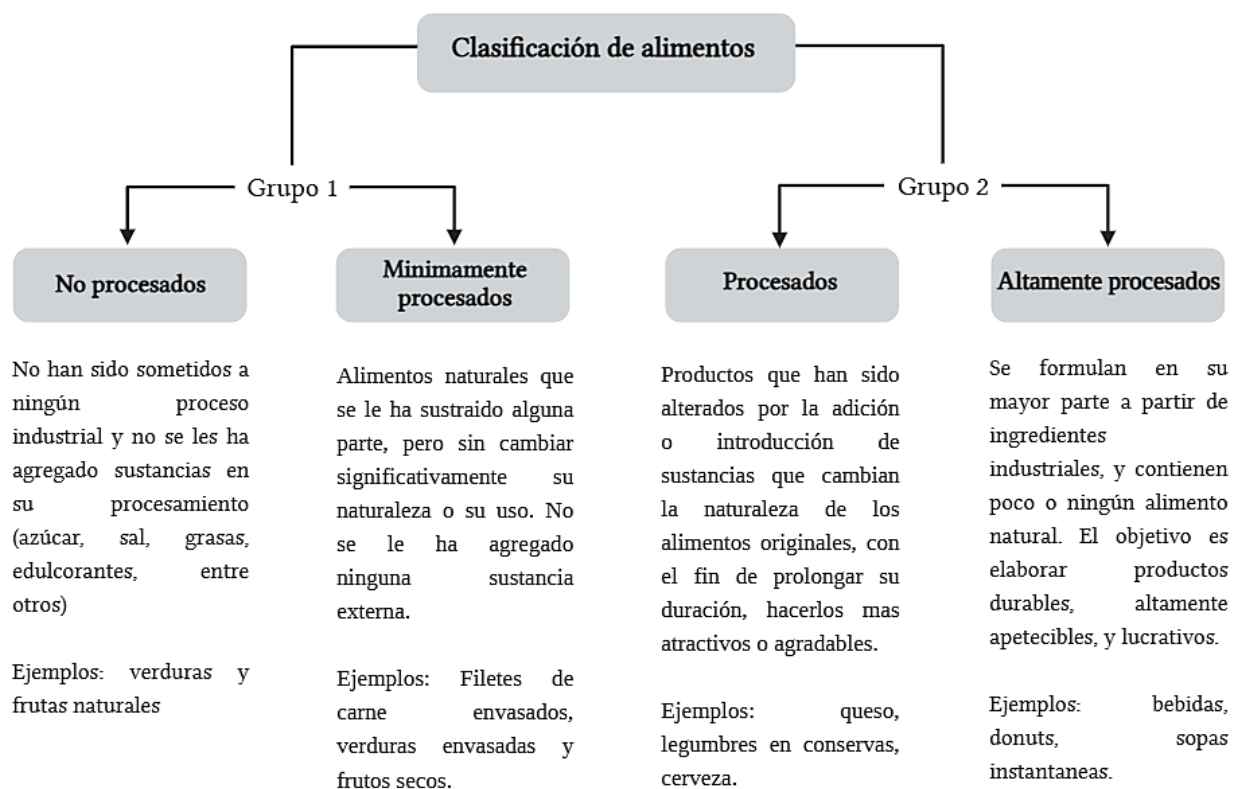 Clasificación de alimentos
Grupo 1
Grupo 2
No procesados
Minimamente
procesados
Procesados
Altamente procesados
No han sido sometidos a
ningún proceso
industrial y no se les ha
agregado sustancias en
su procesamiento
(azúcar, sal, grasas,
edulcorantes, entre
otros)
Ejemplos: verduras y
frutas naturales
Alimentos naturales que
se le ha sustraido alguna
parte, pero sin cambiar
significativamente su
naturaleza o su uso. No
se le ha agregado
ninguna sustancia
externa.
Ejemplos: Filetes de
carne envasados,
verduras envasadas y
frutos secos.
Productos que han sido
alterados por la adición
o introducción de
sustancias que cambian
la naturaleza de los
alimentos originales, con
el fin de prolongar su
duración, hacerlos mas
atractivos o agradables.
Ejemplos: queso,
legumbres en conservas,
cerveza.
Se formulan en su
mayor parte a partir de
ingredientes
industriales, y contienen
poco o ningún alimento
natural. El objetivo es
elaborar productos
durables, altamente
apetecibles, y lucrativos.
Ejemplos: bebidas,
donuts, sopas
instantaneas.